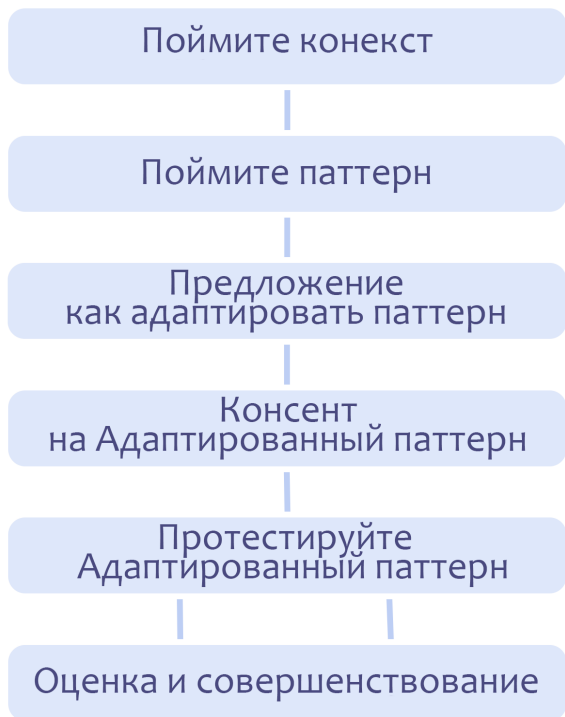 Поймите конекст
Поймите паттерн
Предложение
как адаптировать паттерн
Консент
на Адаптированный паттерн
Протестируйте
Адаптированный паттерн
Оценка и совершенствование